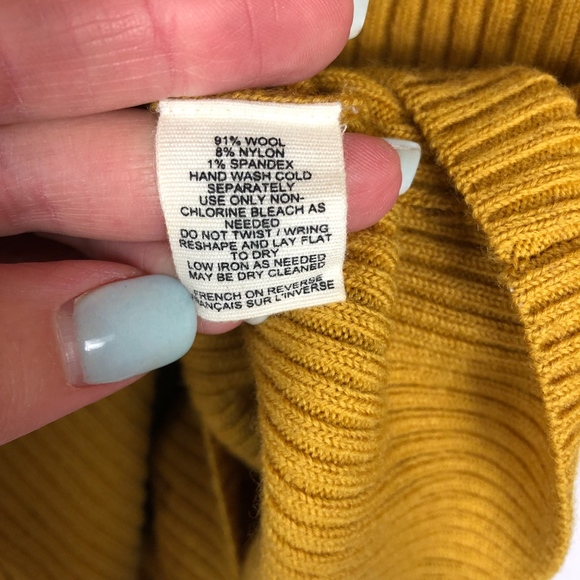 91% WOOL
8% NYLON
1% SPANDEX
HAND WASH COLD
SEPARATELY
USE ONLY NON-
CHLORINE BLEACH AS
NEEDED
DO NOT TWIST / WRING
RESHAPE AND LAY FLAT
TO DRY
LOW IRON AS NEEDED
MAY BE DRY CLEANED
FRENCH ON REVERSE
FRANÇAIS SUR L'INVERSE